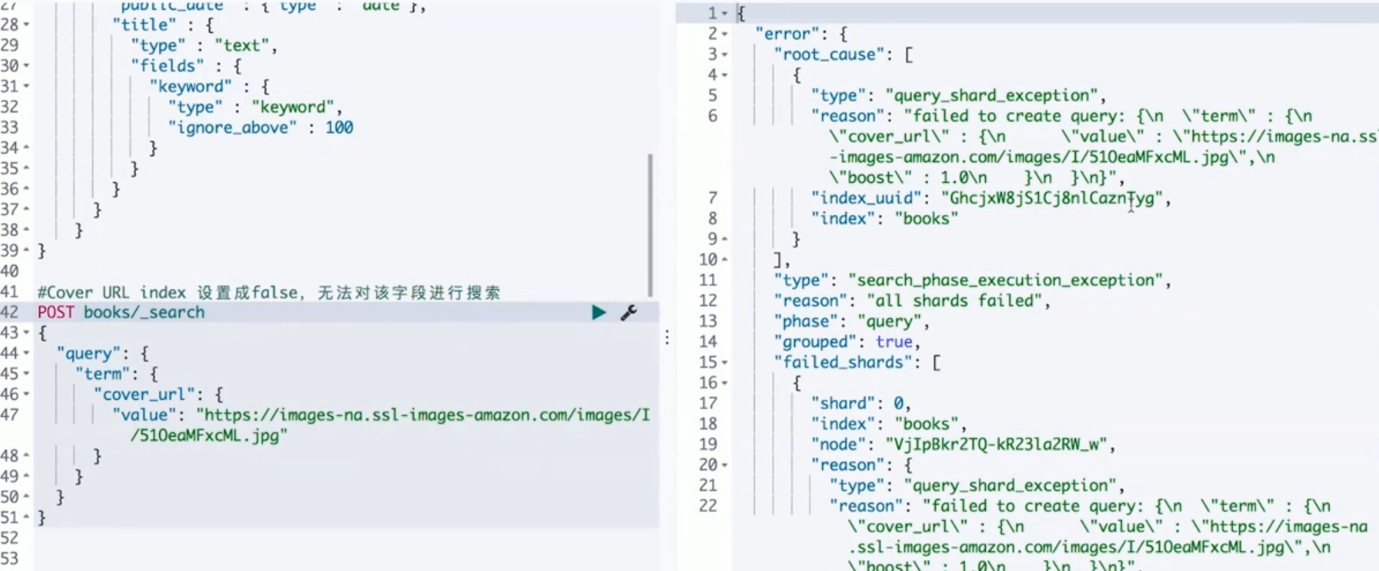 27 "public_date" : { "type" : "date" },
28 "title" : {
29 "type" : "text",
30 "fields" : {
31 "keyword" : {
32 "type" : "keyword",
33 "ignore_above" : 100
34 }
35 }
36 }
37 }
38 }
39 }
40
41 #Cover URL index 设置成false，无法对该字段进行搜索
42 POST books/_search
43 {
44 "query": {
45 "term": {
46 "cover_url": {
47 "value": "https://images-na.ssl-images-amazon.com/images/I
/51OeaMFxcML.jpg"
48 }
49 }
50 }
51 }
52
53
1 {
2 "error": {
3 "root_cause": [
4 {
5 "type": "query_shard_exception",
6 "reason": "failed to create query: {\n \"term\" : {\n
\"cover_url\" : {\n \"value\" : \"https://images-na.ssl
-images-amazon.com/images/I/51OeaMFxcML.jpg\",\n
\"boost\" : 1.0\n }\n }\n}",
7 "index_uuid": "GhcjxW8jS1Cj8nlCaznTyg",
8 "index": "books"
9 }
10 ],
11 "type": "search_phase_execution_exception",
12 "reason": "all shards failed",
13 "phase": "query",
14 "grouped": true,
15 "failed_shards": [
16 {
17 "shard": 0,
18 "index": "books",
19 "node": "VjIpBkr2TQ-kR23la2RW_w",
20 "reason": {
21 "type": "query_shard_exception",
22 "reason": "failed to create query: {\n \"term\" : {\n
\"cover_url\" : {\n \"value\" : \"https://images-na
.ssl-images-amazon.com/images/I/51OeaMFxcML.jpg\",\n
\"boost\" : 1.0\n }\n }\n}",